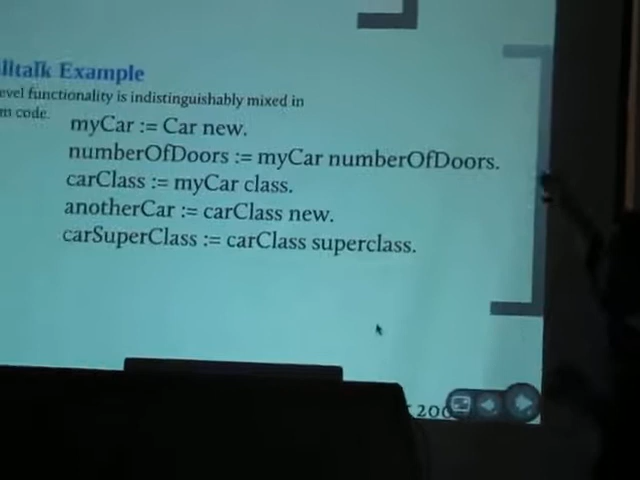 lltalk Example
evel functionality is indistinguishably mixed in
m code.
myCar := Car new.
numberOfDoors := myCar numberOfDoors.
carClass := myCar class.
anotherCar := carClass new.
carSuperClass := carClass superclass.
200